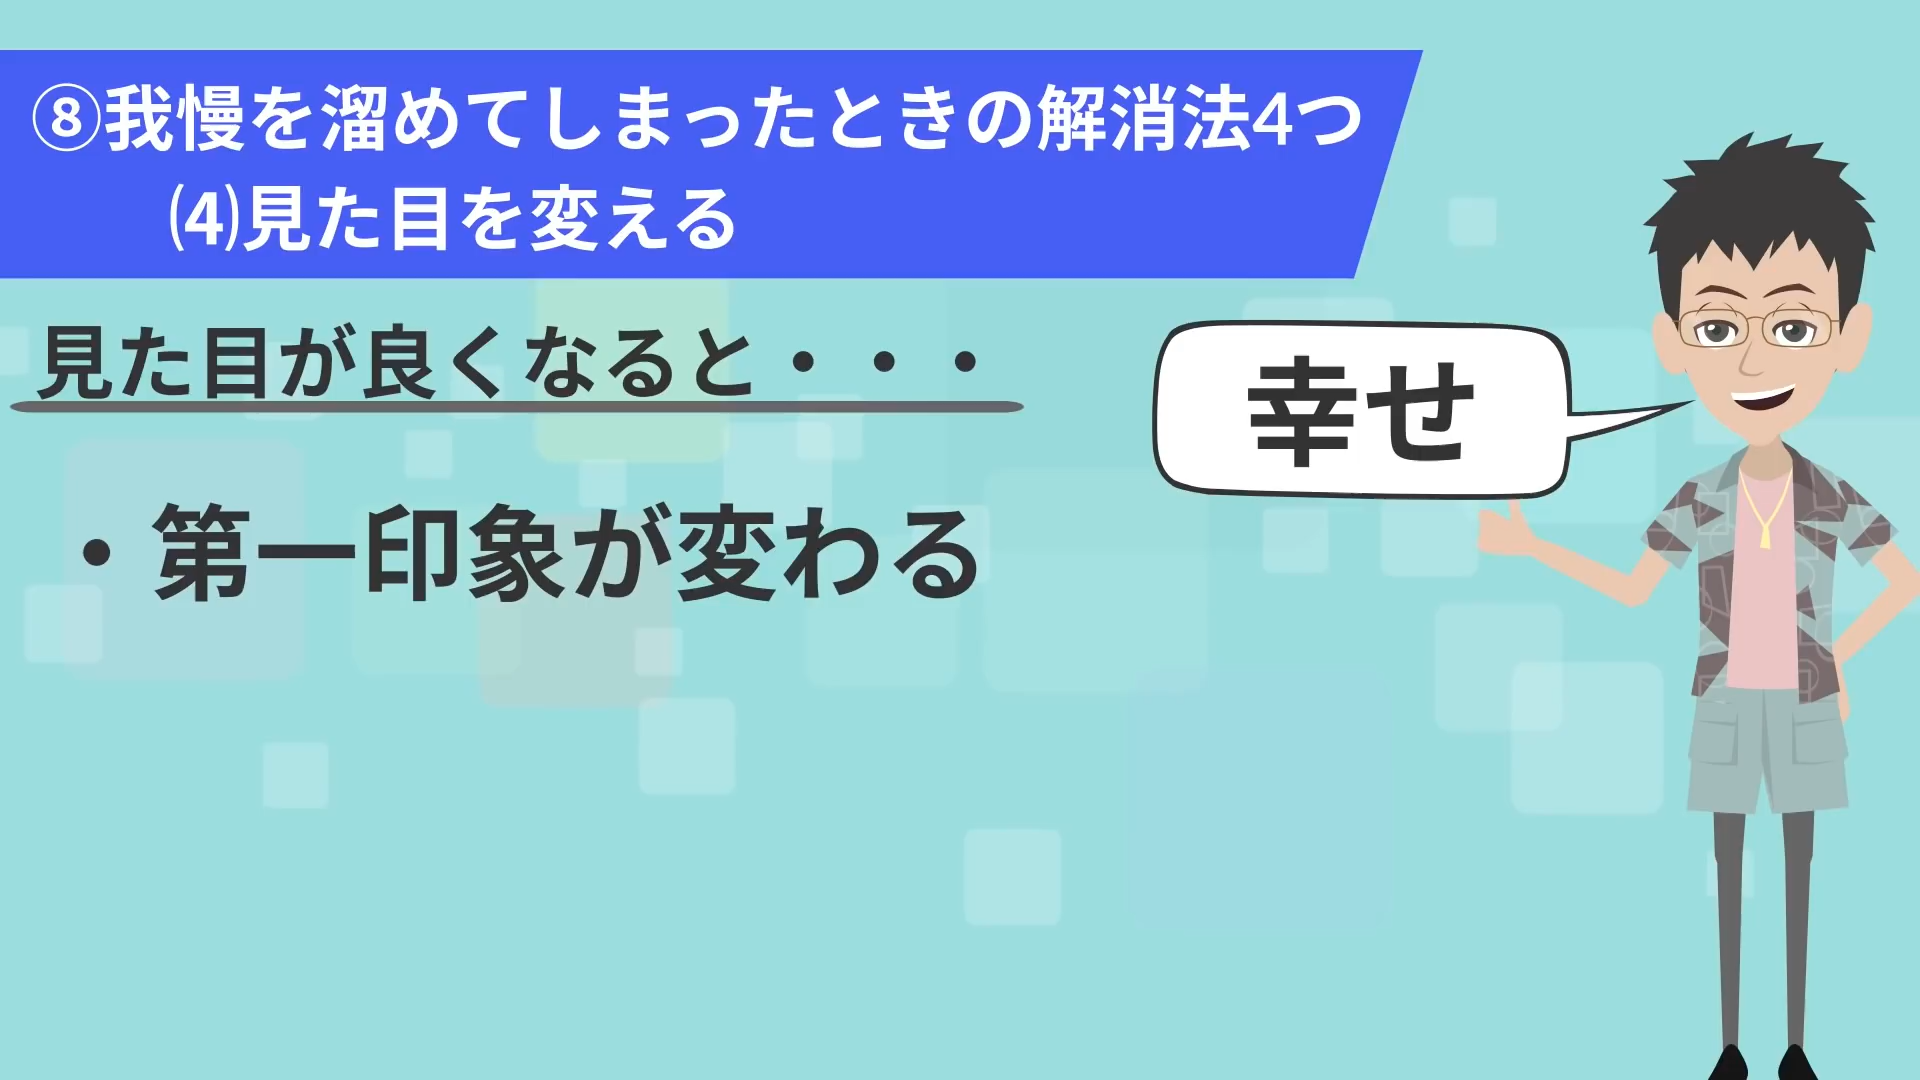 ⑧我慢を溜めてしまったときの解消法4つ
⑷見た目を変える
見た目が良くなると・・・
幸せ
・第一印象が変わる